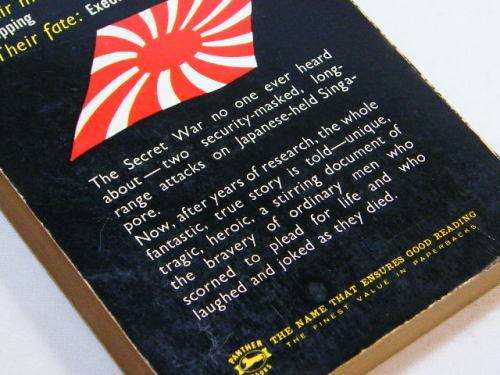 pping
Their fate: Exec
The Secret War no one ever heard
about — two security-masked, long-
range attacks on Japanese-held Singa-
pore.
Now, after years of research, the whole
fantastic, true story is told—unique,
tragic, heroic, a stirring document of
the bravery of ordinary men who
scorned to plead for life and who
laughed and joked as they died.
THE NAME THAT ENSURES GOOD READING
THE FINEST VALUE IN PAPERBACKS
PANTHER
BOOKS